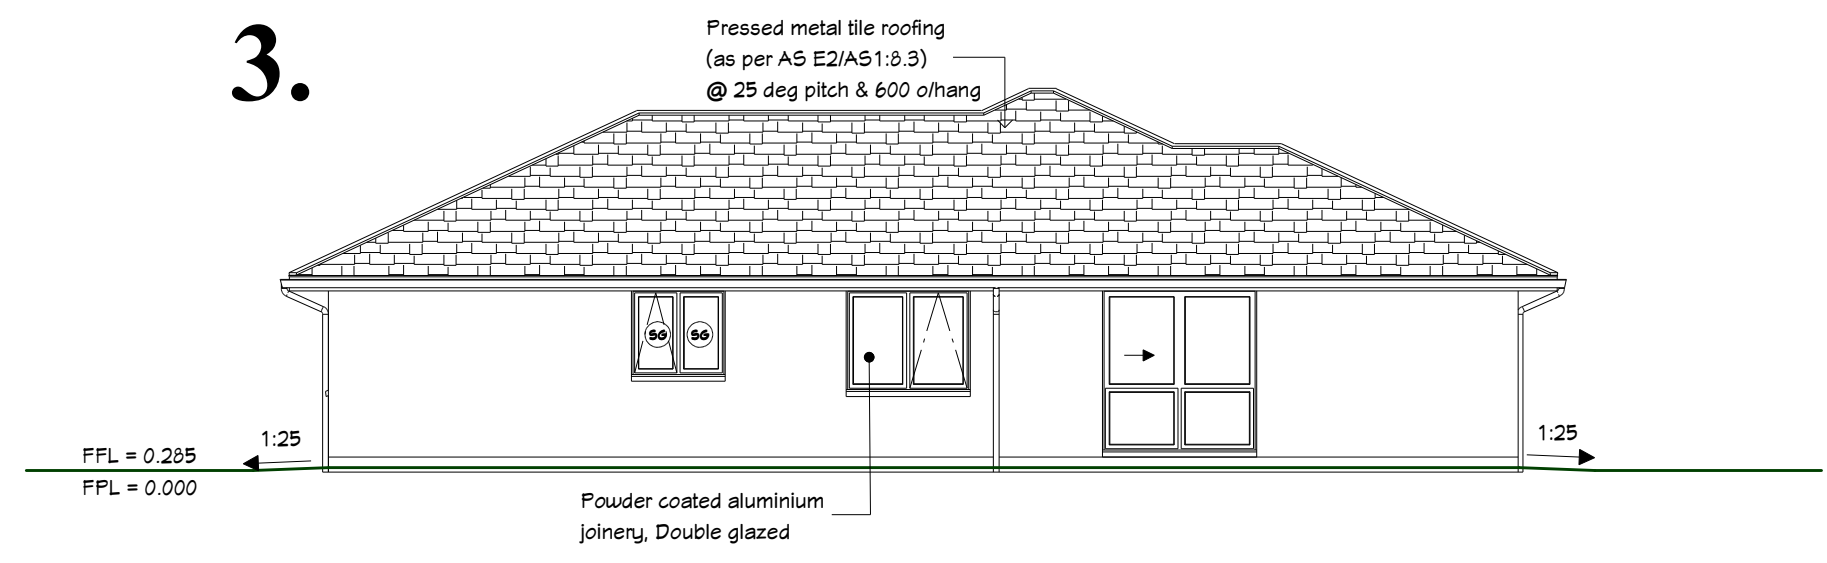 3.
Pressed metal tile roofing
(as per AS E2/AS1:8.3)
@ 25 deg pitch & 600 o/hang
SG SG
1:25
1:25
FFL = 0.285
FPL = 0.000
Powder coated aluminium
joinery, Double glazed